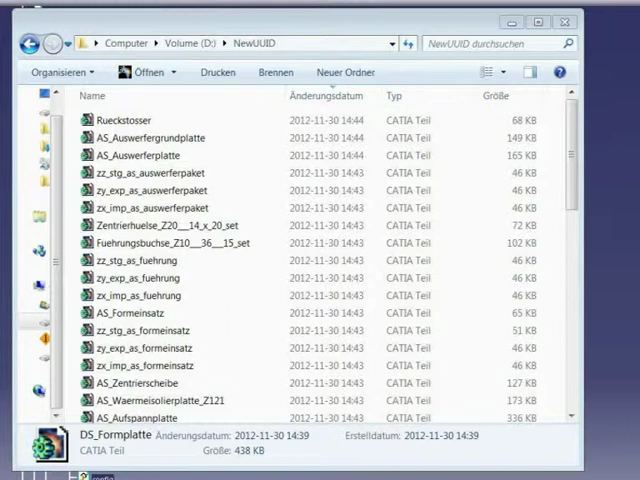 Computer Volume (D:) NewUUID NewUUID durchsuchen
Organisieren Öffnen Drucken Brennen Neuer Ordner
Name Änderungsdatum Typ Größe
Rueckstosser 2012-11-30 14:44 CATIA Teil 68 KB
AS_Auswerfergrundplatte 2012-11-30 14:44 CATIA Teil 149 KB
AS_Auswerferplatte 2012-11-30 14:44 CATIA Teil 165 KB
zz_stg_as_auswerferpaket 2012-11-30 14:43 CATIA Teil 46 KB
zy_exp_as_auswerferpaket 2012-11-30 14:43 CATIA Teil 46 KB
zx_imp_as_auswerferpaket 2012-11-30 14:43 CATIA Teil 46 KB
Zentrierhuelse_Z20___14_x_20_set 2012-11-30 14:43 CATIA Teil 72 KB
Fuehrungsbuchse_Z10___36___15_set 2012-11-30 14:43 CATIA Teil 102 KB
zz_stg_as_fuehrung 2012-11-30 14:43 CATIA Teil 46 KB
zy_exp_as_fuehrung 2012-11-30 14:43 CATIA Teil 46 KB
zx_imp_as_fuehrung 2012-11-30 14:43 CATIA Teil 46 KB
AS_Formeinsatz 2012-11-30 14:43 CATIA Teil 65 KB
zz_stg_as_formeinsatz 2012-11-30 14:43 CATIA Teil 51 KB
zy_exp_as_formeinsatz 2012-11-30 14:43 CATIA Teil 46 KB
zx_imp_as_formeinsatz 2012-11-30 14:43 CATIA Teil 46 KB
AS_Zentrierscheibe 2012-11-30 14:43 CATIA Teil 127 KB
AS_Waermeisolierplatte_Z121 2012-11-30 14:43 CATIA Teil 173 KB
AS_Aufspannplatte 2012-11-30 14:43 CATIA Teil 336 KB
DS_Formplatte Änderungsdatum: 2012-11-30 14:39 Erstelldatum: 2012-11-30 14:39
CATIA Teil Größe: 438 KB